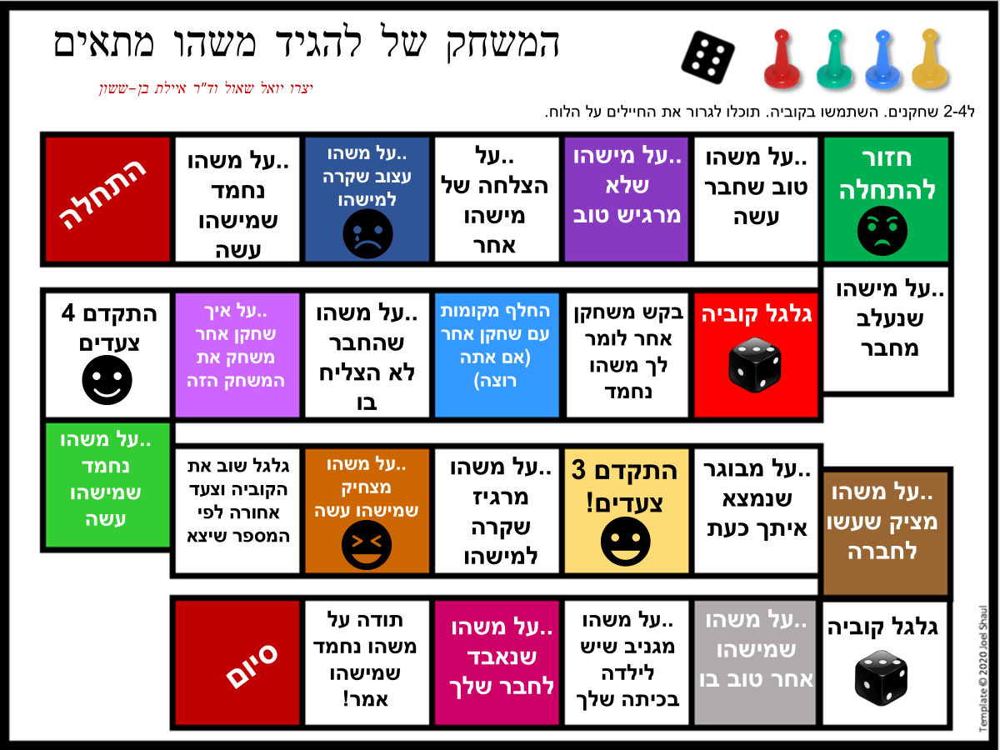 המשחק של להגיד משהו מתאים
יצרו יואל שאול וד"ר איילת בן-ששון
ל2-4 שחקנים. השתמשו בקוביה. תוכלו לגרור את החיילים על הלוח.
התחלה
..על משהו
נחמד
שמישהו
עשה
..על משהו
עצוב שקרה
למישהו
..על
הצלחה של
מישהו
אחר
..על מישהו
שלא
מרגיש טוב
..על משהו
טוב שחבר
עשה
חזור
להתחלה
..על מישהו
שנעלב
מחבר
גלגל קוביה
בקש משחקן
אחר לומר
לך משהו
נחמד
החלף מקומות
עם שחקן אחר
(אם אתה
רוצה)
..על משהו
שהחבר
לא הצליח
בו
..על איך
שחקן אחר
משחק את
המשחק הזה
התקדם 4
צעדים
..על משהו
נחמד
שמישהו
עשה
גלגל שוב את
הקוביה וצעד
אחורה לפי
המספר שיצא
..על משהו
מצחיק
שמישהו עשה
..על משהו
מרגיז
שקרה
למישהו
התקדם 3
צעדים!
..על מבוגר
שנמצא
איתך כעת
..על משהו
מציק שעשו
לחברה
גלגל קוביה
..על משהו
שמישהו
אחר טוב בו
..על משהו
מגניב שיש
לילדה
בכיתה שלך
..על משהו
שנאבד
לחבר שלך
תודה על
משהו נחמד
שמישהו
אמר!
סיום
Template © 2020 Joel Shaul